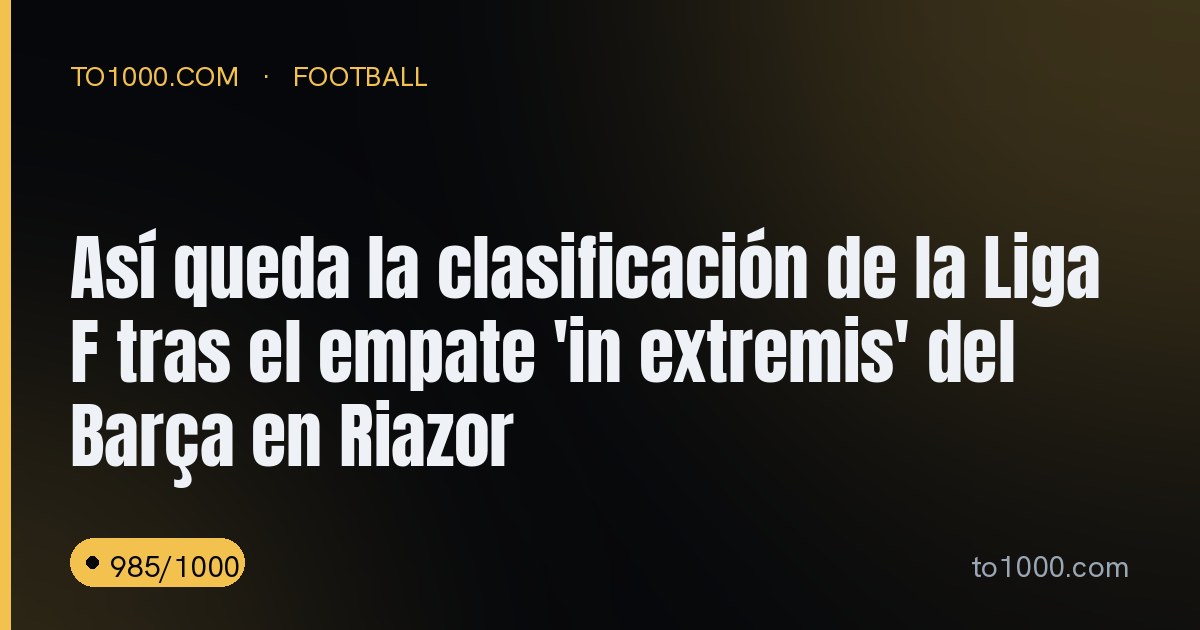 TO1000.COM · FOOTBALL
Así queda la clasificación de la Liga
F tras el empate 'in extremis' del
Barça en Riazor
985/1000
to1000.com